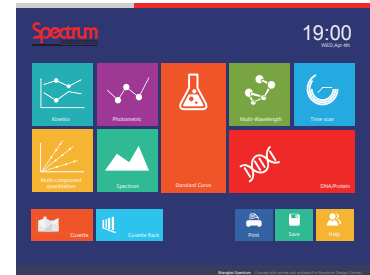 Spectrum
19:00
WED, Apr 4th
Kinetics
Photometric
Standard Curve
Multi-Wavelength
Time scan
Multi-component
quantitation
Spectrum
DNA/Protein
Cuvette
Cuvette Rack
Print
Save
Help
Shanghai Spectrum